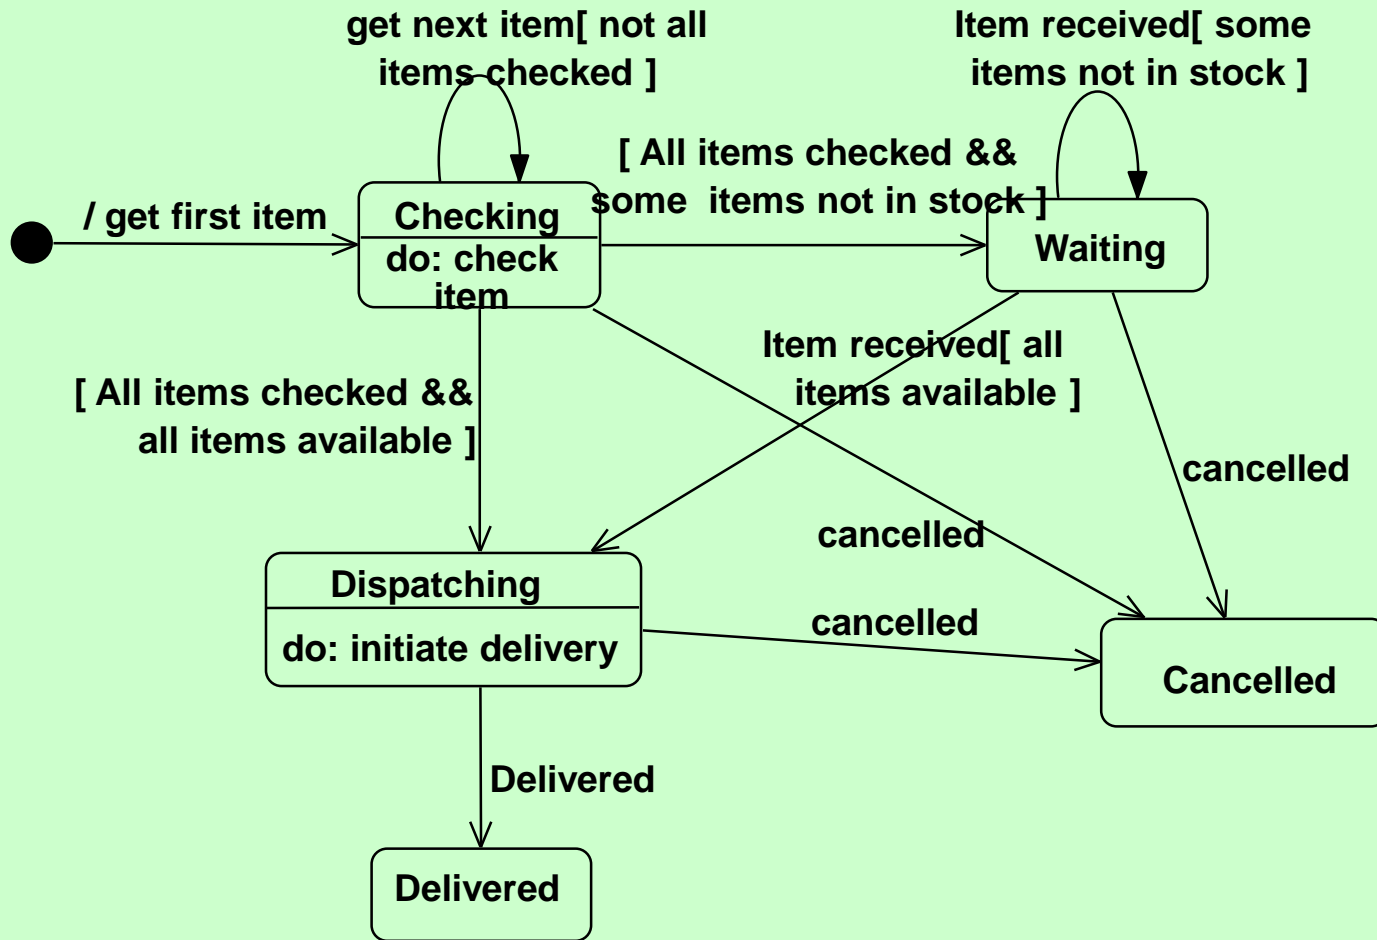 get next item[ not all
items checked ]
Item received[ some
items not in stock ]
[ All items checked &&
some  items not in stock ]
/ get first item
Checking
do: check
item
Waiting
Item received[ all
items available ]
[ All items checked &&
all items available ]
cancelled
cancelled
Dispatching
do: initiate delivery
cancelled
Cancelled
Delivered
Delivered